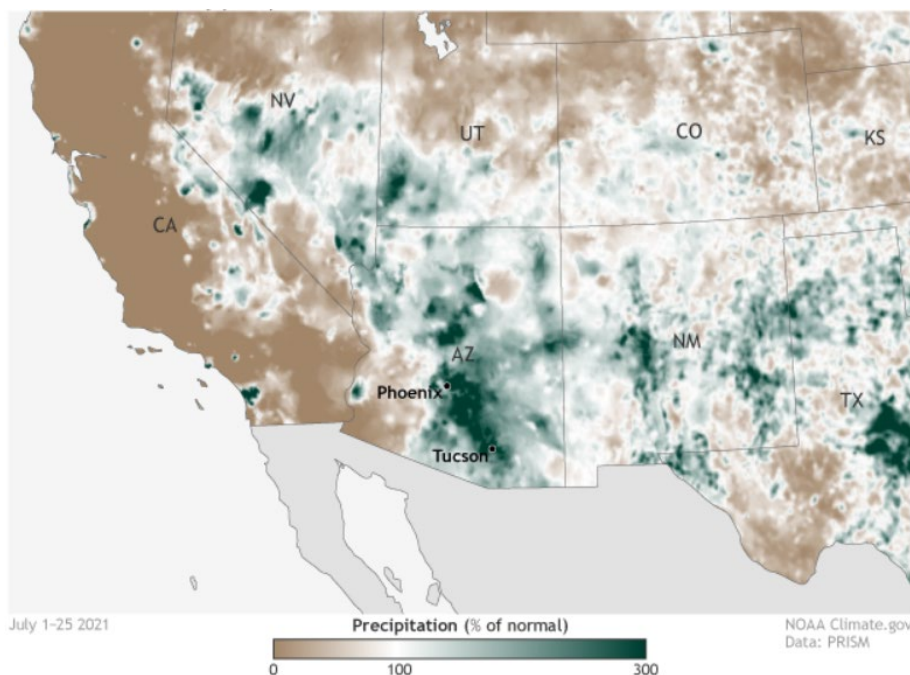 NV
UT
CO
KS
CA
AZ
NM
Phoenix
TX
Tucson
July 1-25 2021
Precipitation (% of normal)
NOAA Climate.gov
Data: PRISM
0
100
300